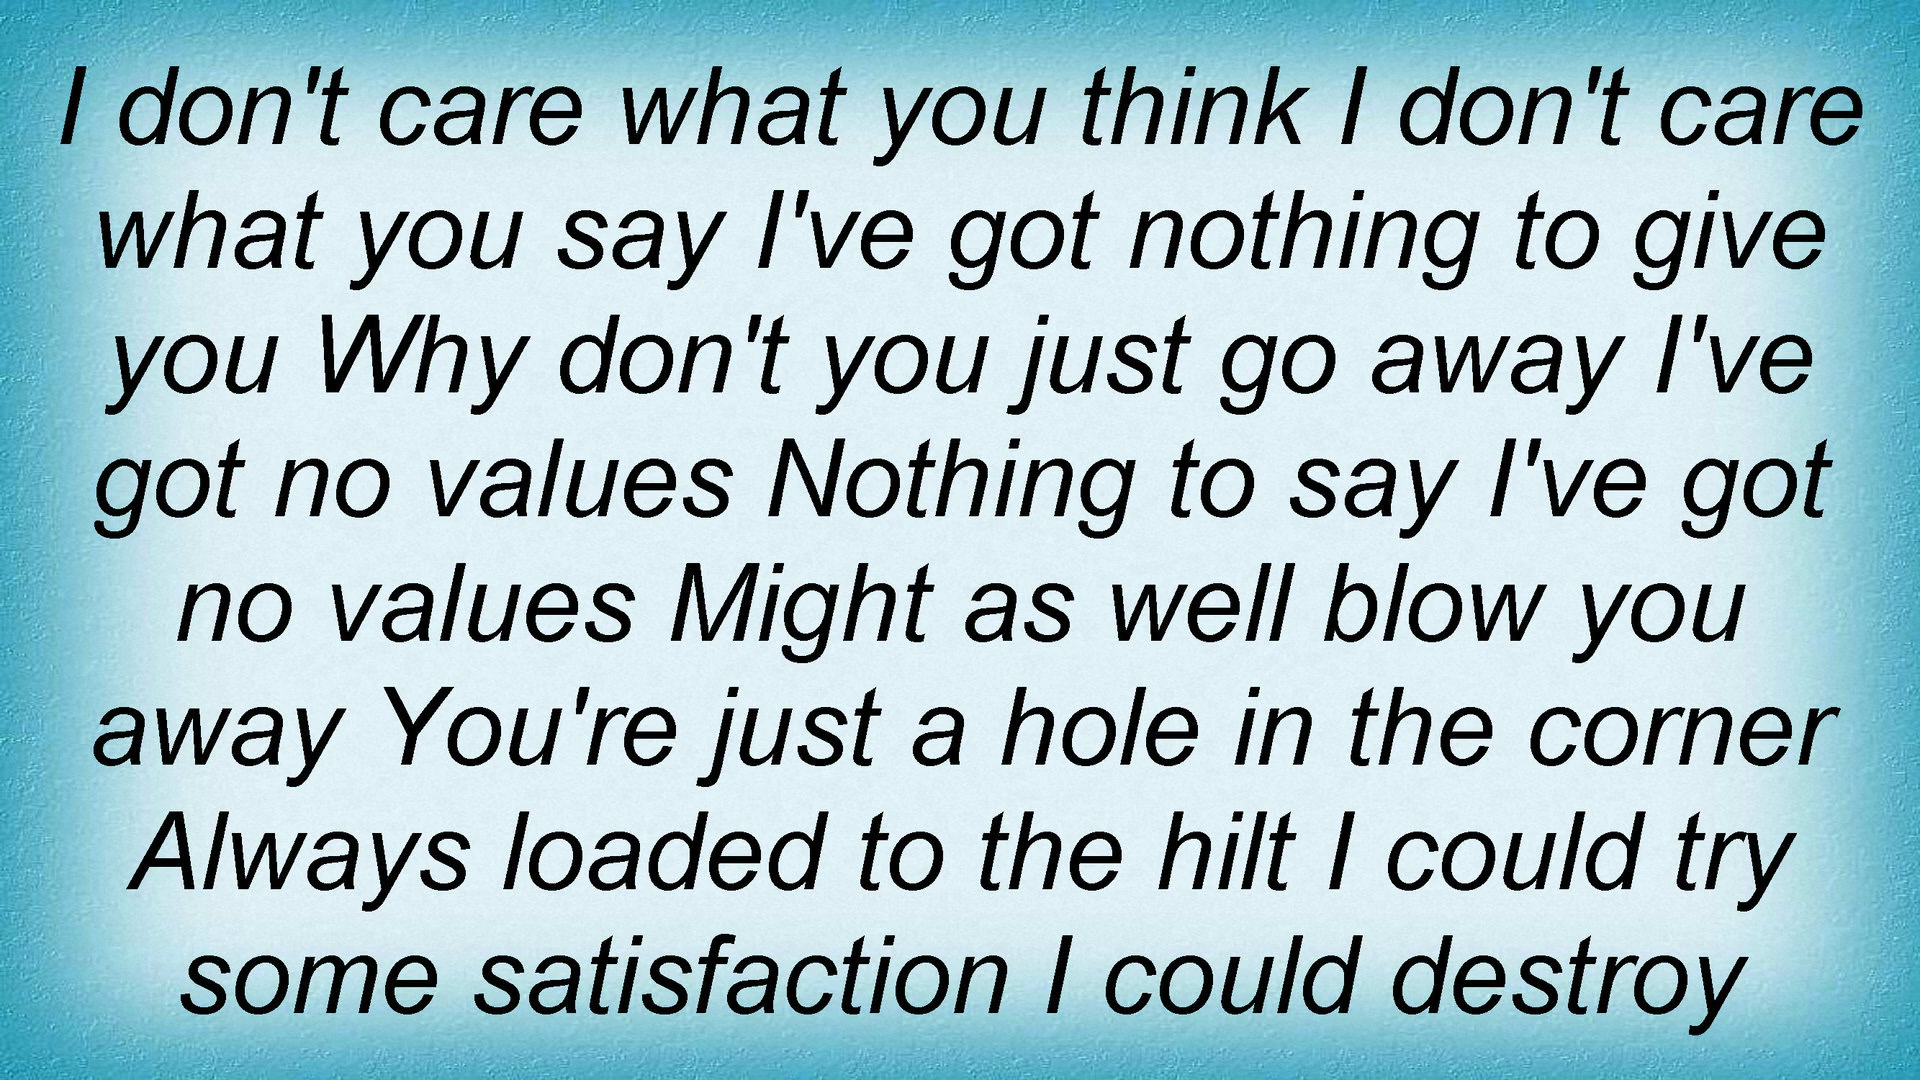 I don't care what you think I don't care
what you say I've got nothing to give
you Why don't you just go away I've
got no values Nothing to say I've got
no values Might as well blow you
away You're just a hole in the corner
Always loaded to the hilt I could try
some satisfaction I could destroy